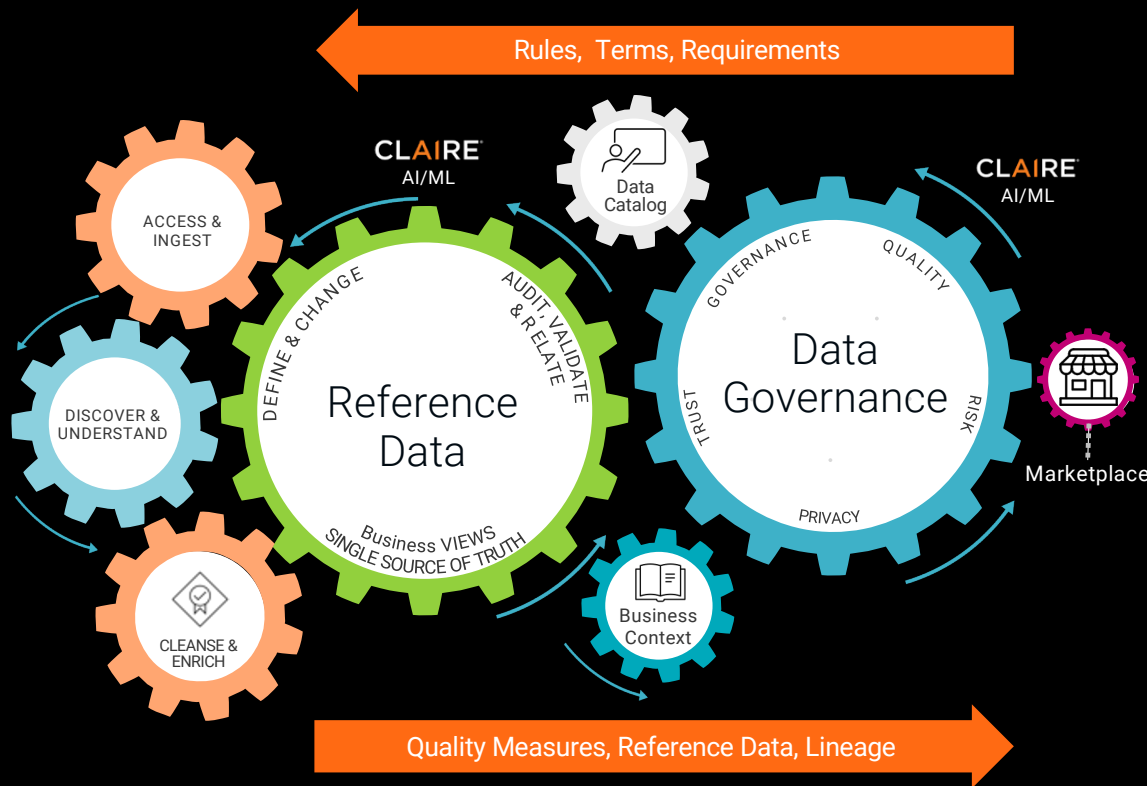 Rules, Terms, Requirements
CLAIRE
AI/ML
Data
Catalog
CLAIRE
AI/ML
ACCESS &
INGEST
DISCOVER &
UNDERSTAND
CLEANSE &
ENRICH
DEFINE & CHANGE
AUDIT, VALIDATE
& R ELATE
Reference
Data
Business VIEWS
SINGLE SOURCE OF TRUTH
GOVERNANCE
QUALITY
Data
Governance
TRUST
RISK
PRIVACY
Marketplace
Business
Context
Quality Measures, Reference Data, Lineage